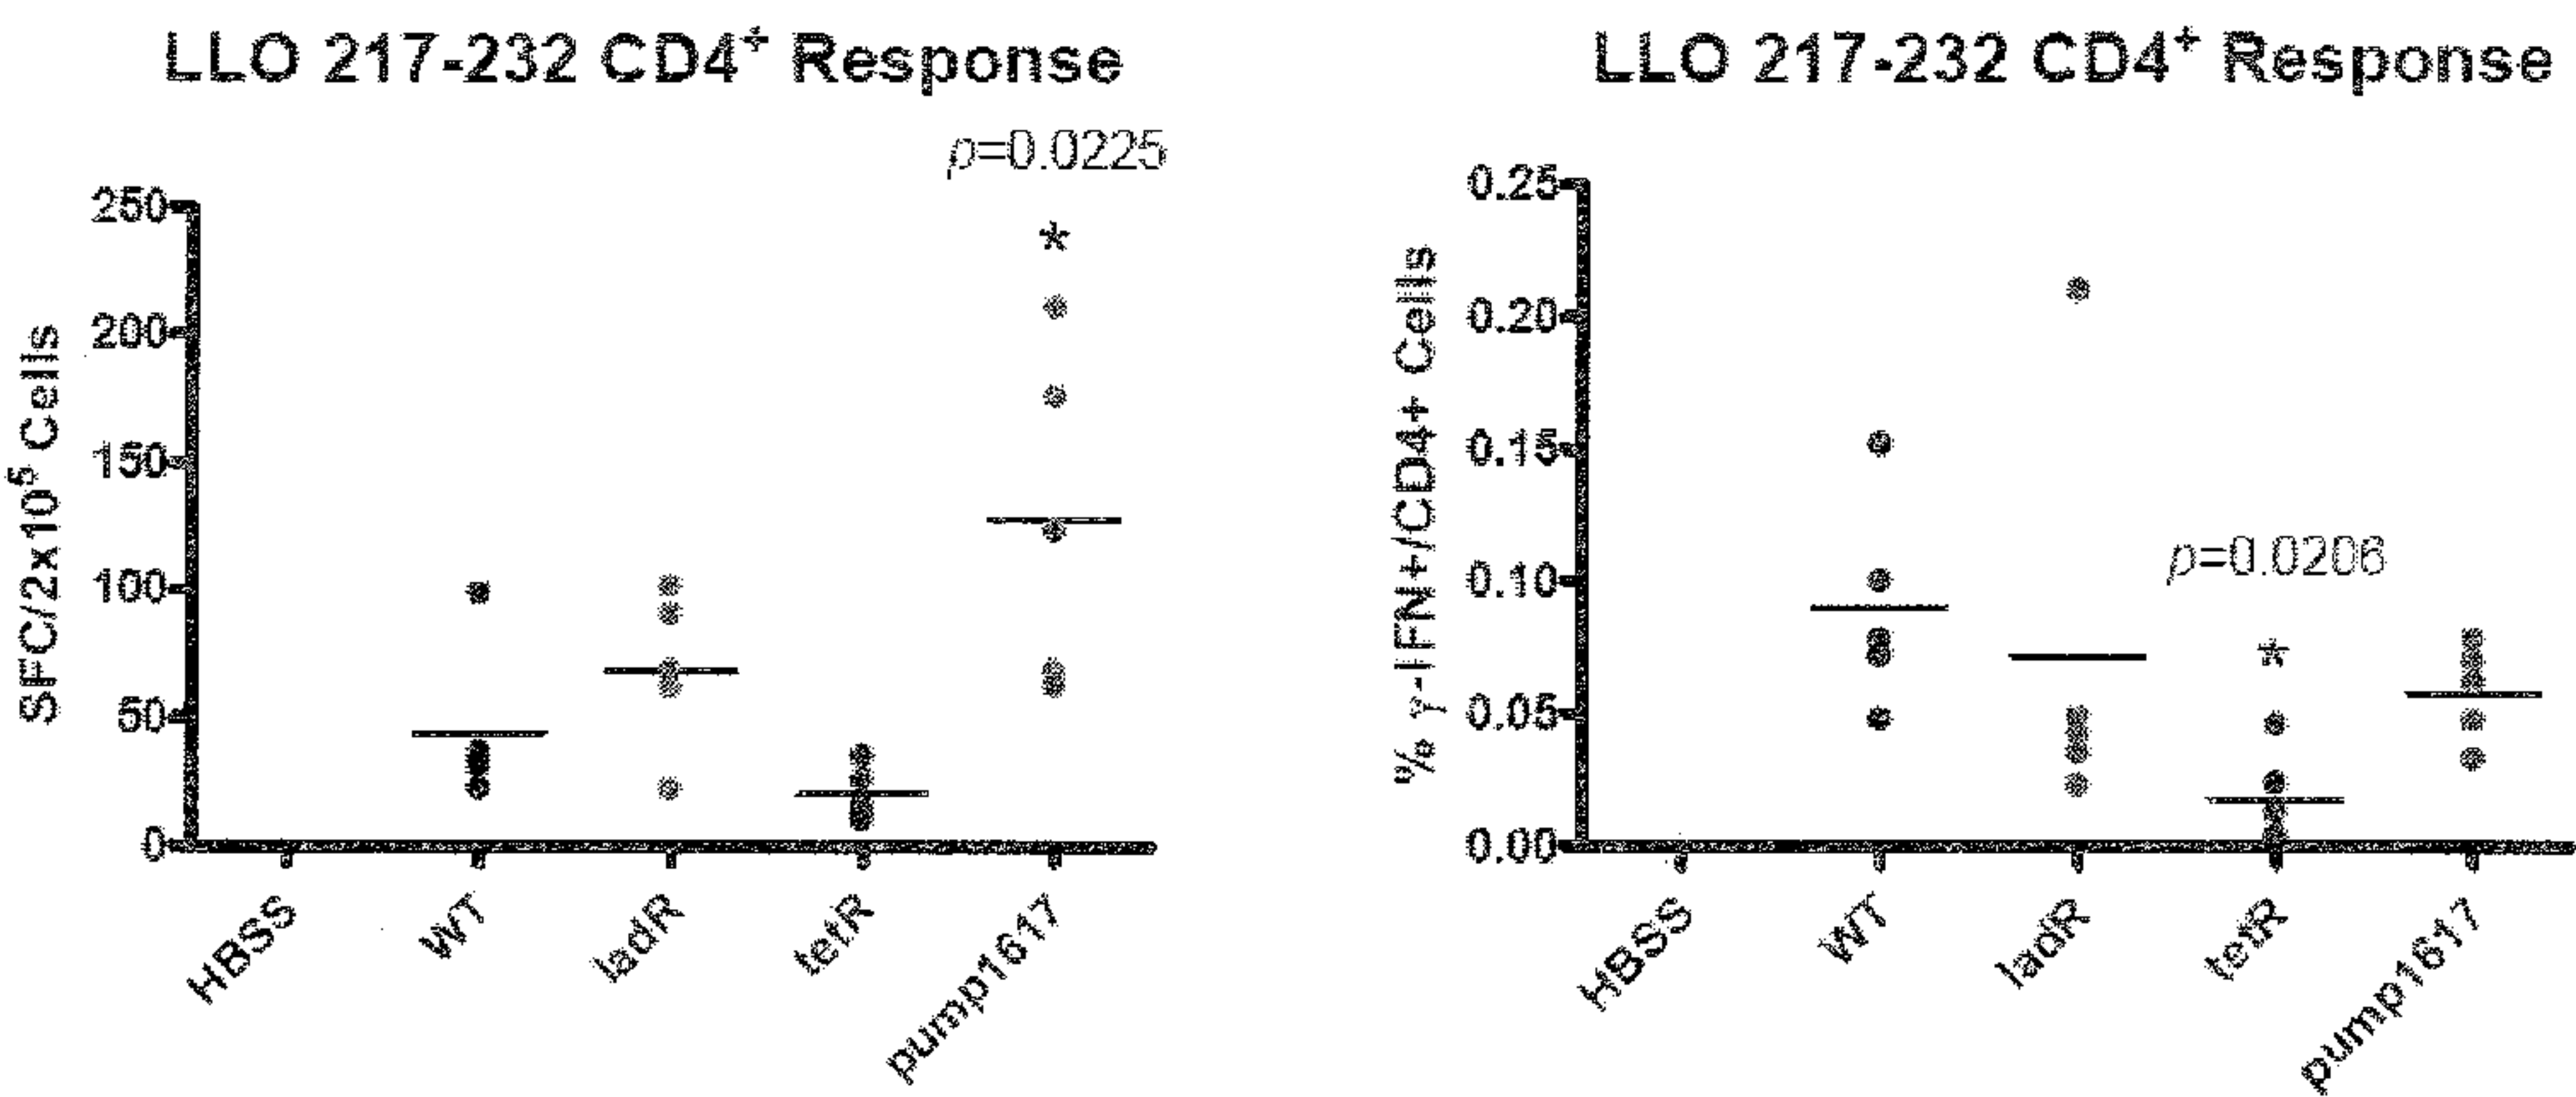 LLO 217-232 CD4⁺ Response
p=0.0225
250
200
150
100
50
0
SFC/2x10⁵ Cells
*
HBSS
WT
ladR
tetR
pump1617
LLO 217-232 CD4⁺ Response
0.25
0.20
0.15
0.10
0.05
0.00
% γ-IFN+/CD4+ Cells
p=0.0206
*
HBSS
WT
ladR
tetR
pump1617